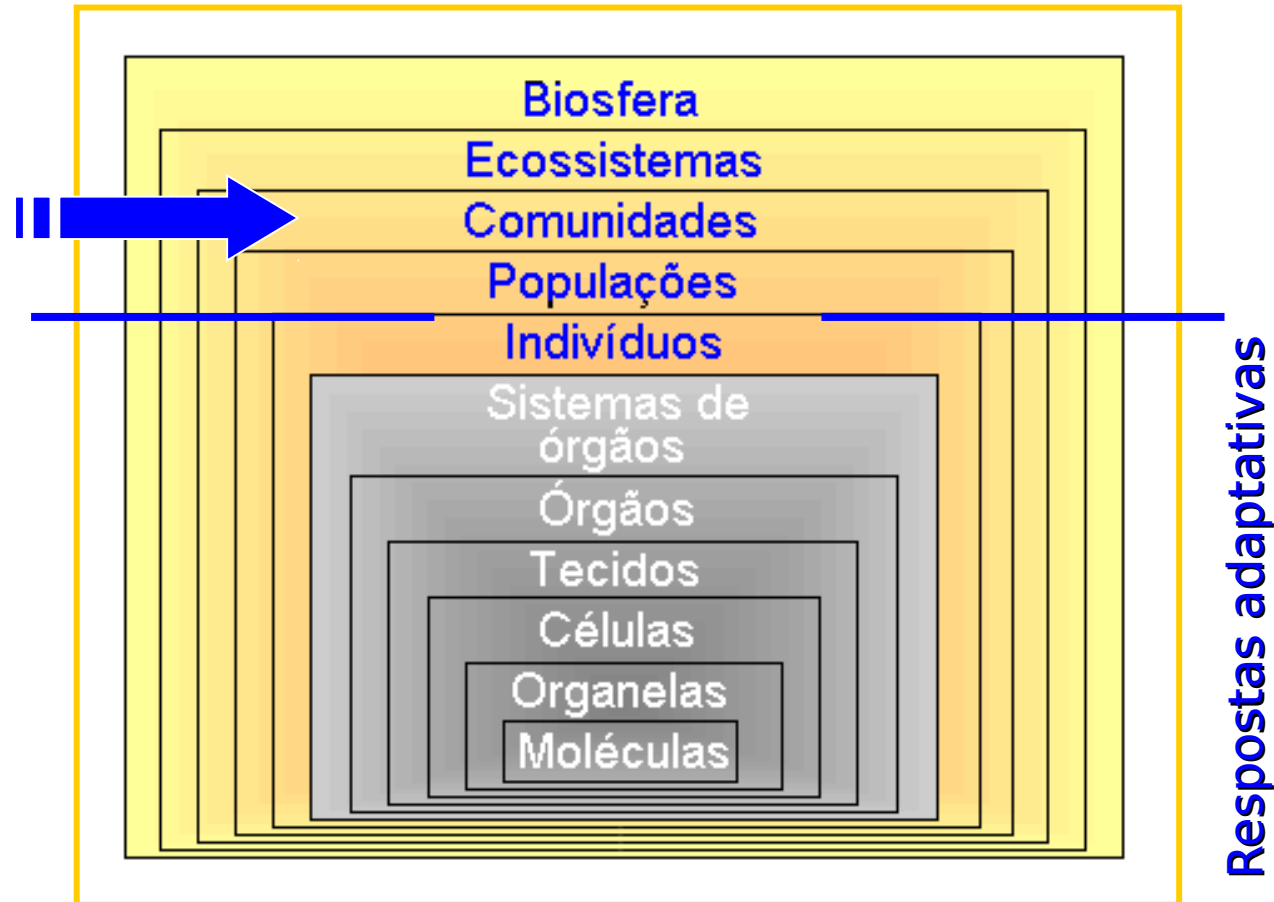 Biosfera
Ecossistemas
Comunidades
Populações
Indivíduos
Sistemas de
órgãos
Órgãos
Tecidos
Células
Organelas
Moléculas
Respostas adaptativas